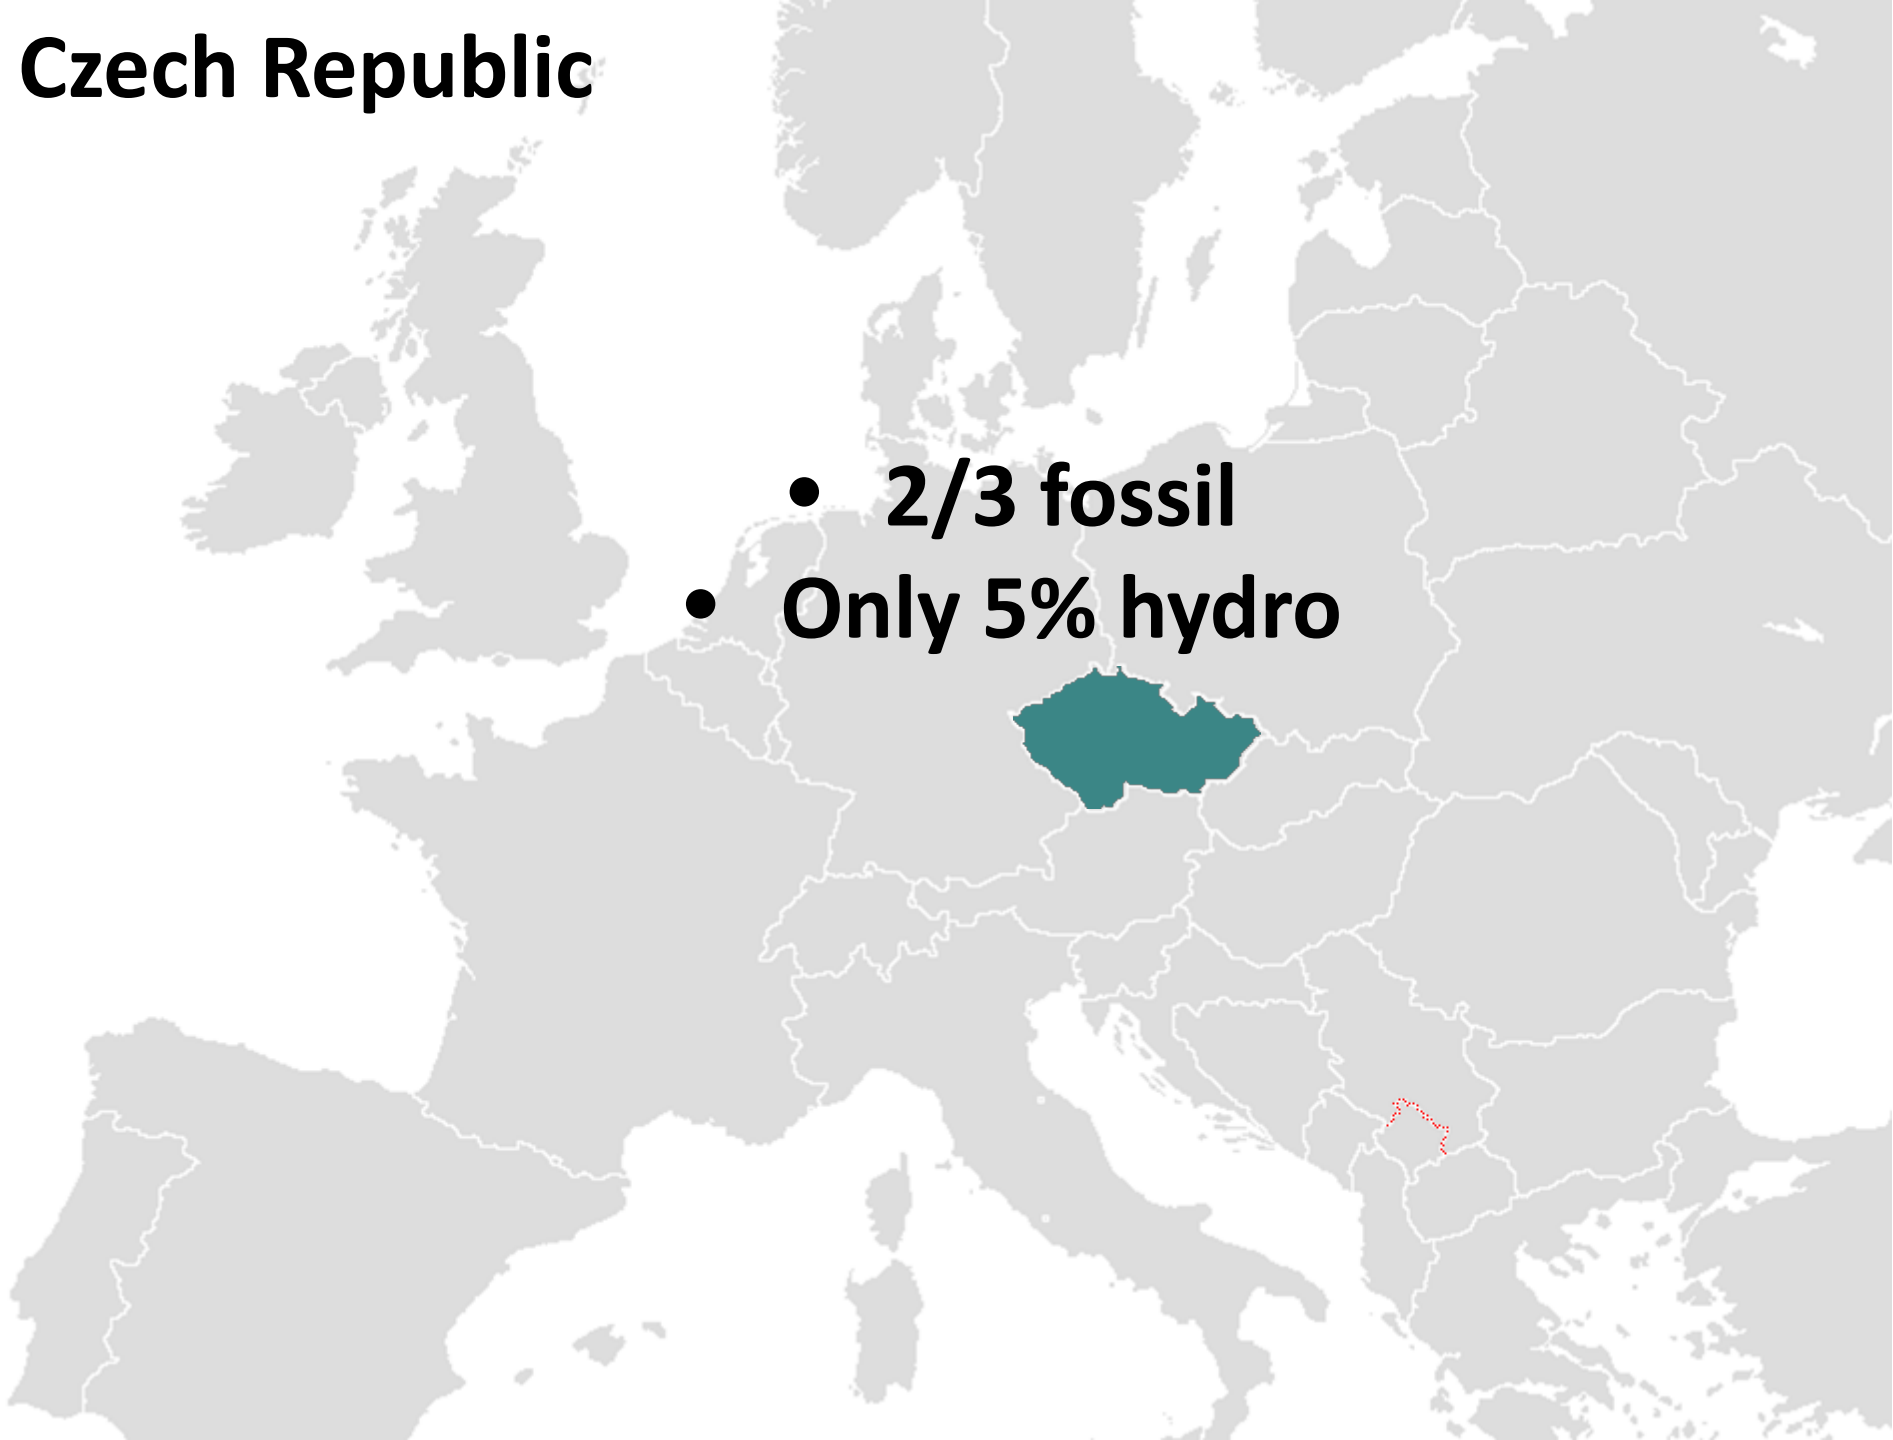 Czech Republic
• 2/3 fossil
• Only 5% hydro